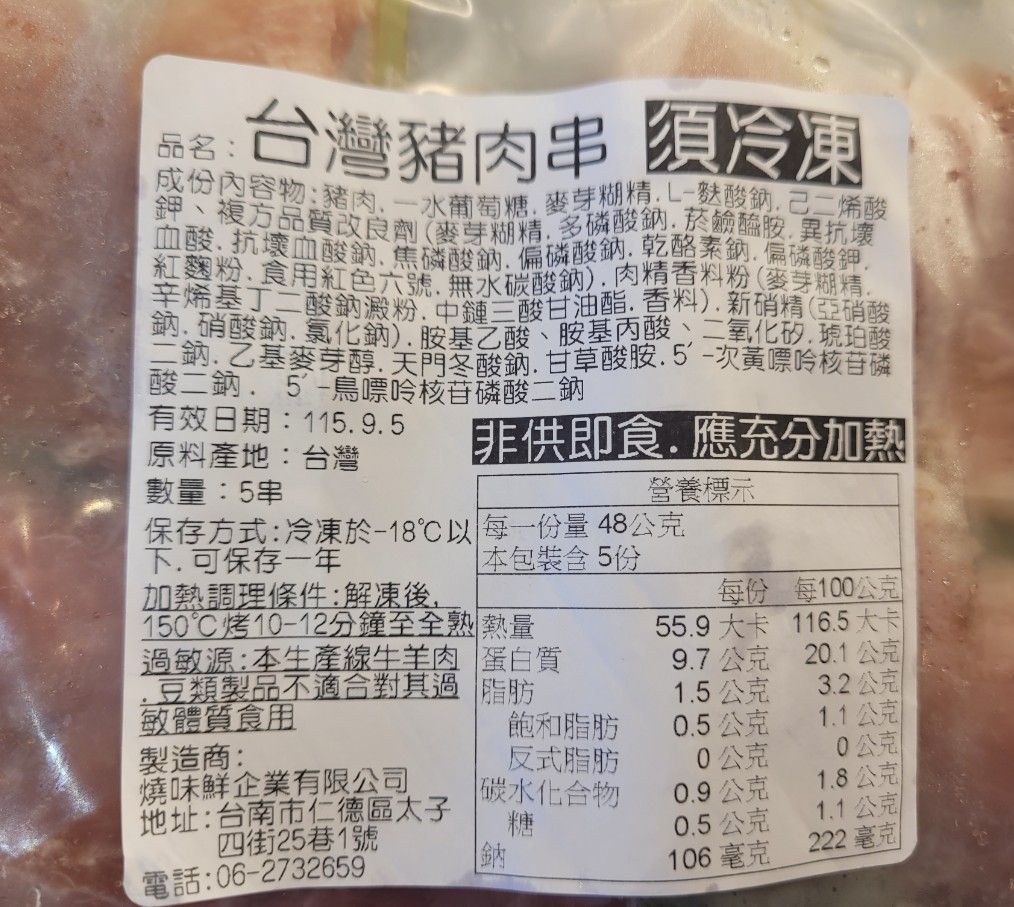 品名：台灣豬肉串 須冷凍
成份內容物:豬肉.一水葡萄糖.麥芽糊精.L-麩酸鈉.己二烯酸
鉀、複方品質改良劑(麥芽糊精.多磷酸鈉.菸鹼醯胺.異抗壞
血酸.抗壞血酸鈉.焦磷酸鈉.偏磷酸鈉.乾酪素鈉.偏磷酸鉀.
紅麴粉.食用紅色六號.無水碳酸鈉).肉精香料粉(麥芽糊精.
辛烯基丁二酸鈉澱粉.中鏈三酸甘油酯.香料).新硝精(亞硝酸
鈉.硝酸鈉.氯化鈉).胺基乙酸、胺基丙酸、二氧化矽.琥珀酸
二鈉.乙基麥芽醇.天門冬酸鈉.甘草酸胺.5´-次黃嘌呤核苷磷
酸二鈉. 5´-鳥嘌呤核苷磷酸二鈉
有效日期：115.9.5
非供即食.應充分加熱
原料產地：台灣
數量：5串
保存方式:冷凍於-18℃以
下.可保存一年
加熱調理條件:解凍後,
150℃烤10-12分鐘至全熟
過敏源:本生產線牛羊肉
.豆類製品不適合對其過
敏體質食用
製造商:
燒味鮮企業有限公司
地址:台南市仁德區太子
四街25巷1號
電話:06-2732659
營養標示
每一份量 48公克
本包裝含 5份
每份 每100公克
熱量 55.9 大卡 116.5 大卡
蛋白質 9.7 公克 20.1 公克
脂肪 1.5 公克 3.2 公克
飽和脂肪 0.5 公克 1.1 公克
反式脂肪 0 公克 0 公克
碳水化合物 0.9 公克 1.8 公克
糖 0.5 公克 1.1 公克
鈉 106 毫克 222 毫克